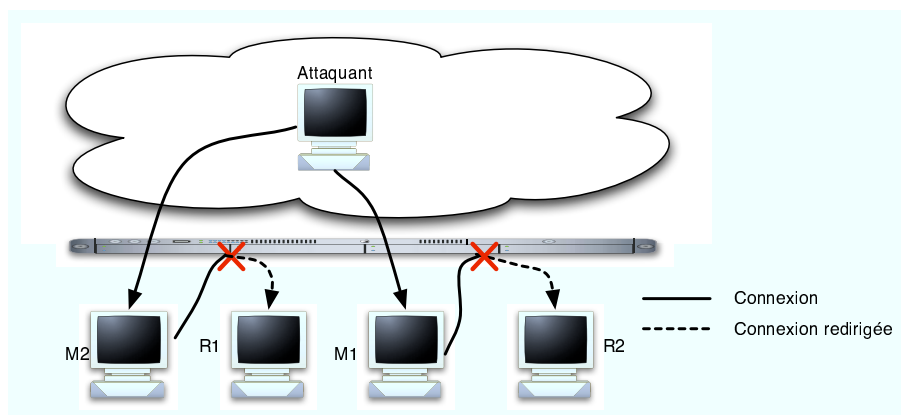 Attaquant
M2
R1
M1
R2
Connexion
Connexion redirigée